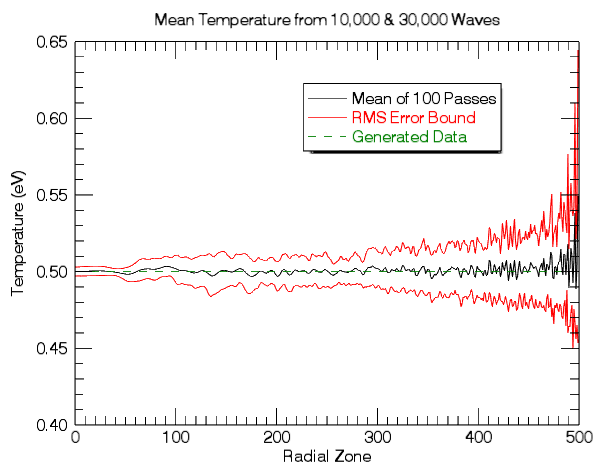 Mean Temperature from 10,000 & 30,000 Waves
0.65
0.60
0.55
0.50
0.45
0.40
Temperature (eV)
Mean of 100 Passes
RMS Error Bound
Generated Data
0
100
200
300
400
500
Radial Zone